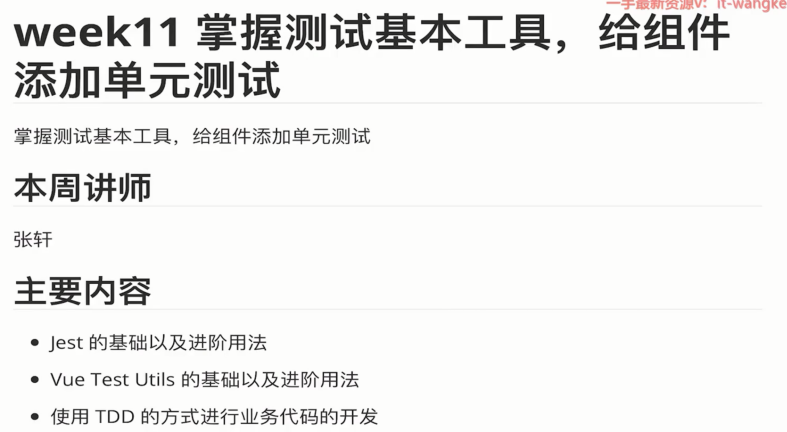 一手最新资源v：it-wangke
week11 掌握测试基本工具，给组件
添加单元测试
掌握测试基本工具，给组件添加单元测试
本周讲师
张轩
主要内容
Jest 的基础以及进阶用法
Vue Test Utils 的基础以及进阶用法
使用 TDD 的方式进行业务代码的开发